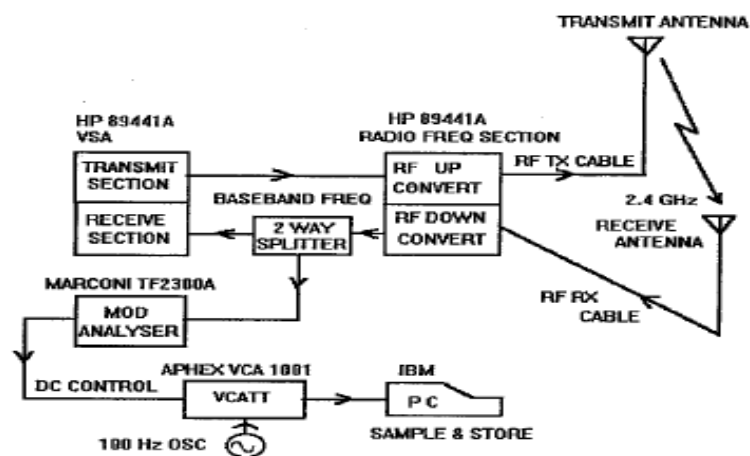 TRANSMIT ANTENNA
HP 89441A
VSA
HP 89441A
RADIO FREQ SECTION
TRANSMIT
SECTION
RF UP
CONVERT
RF TX CABLE
BASEBAND FREQ
2.4 GHz
RECEIVE
SECTION
2 WAY
SPLITTER
RF DOWN
CONVERT
RECEIVE
ANTENNA
MARCONI TF2300A
MOD
ANALYSER
RF RX
CABLE
DC CONTROL
APHEX VCA 1001
VCATT
IBM
PC
100 Hz OSC
SAMPLE & STORE